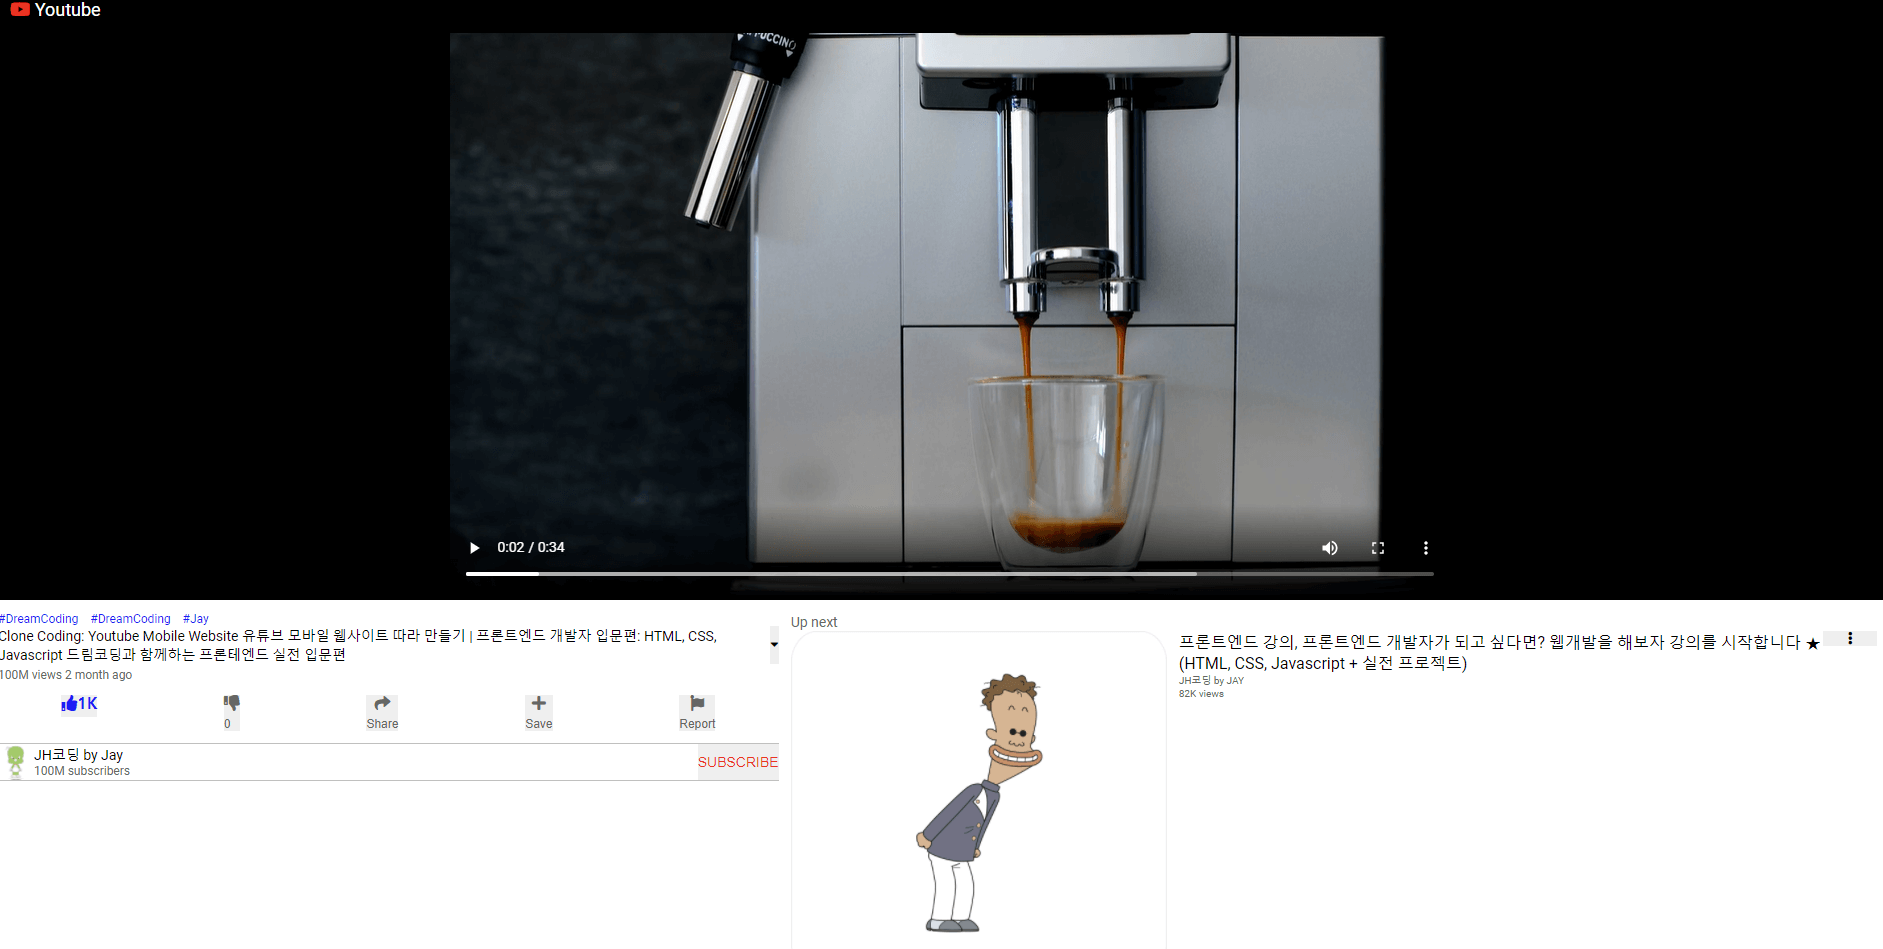 Youtube
PUCCINO
0:02 / 0:34
#DreamCoding #DreamCoding #Jay
Clone Coding: Youtube Mobile Website 유튜브 모바일 웹사이트 따라 만들기 | 프론트엔드 개발자 입문편: HTML, CSS,
Javascript 드림코딩과 함께하는 프론테엔드 실전 입문편
100M views 2 month ago
1K
0
Share
Save
Report
JH코딩 by Jay
100M subscribers
SUBSCRIBE
Up next
프론트엔드 강의, 프론트엔드 개발자가 되고 싶다면? 웹개발을 해보자 강의를 시작합니다 ★
(HTML, CSS, Javascript + 실전 프로젝트)
JH코딩 by JAY
82K views